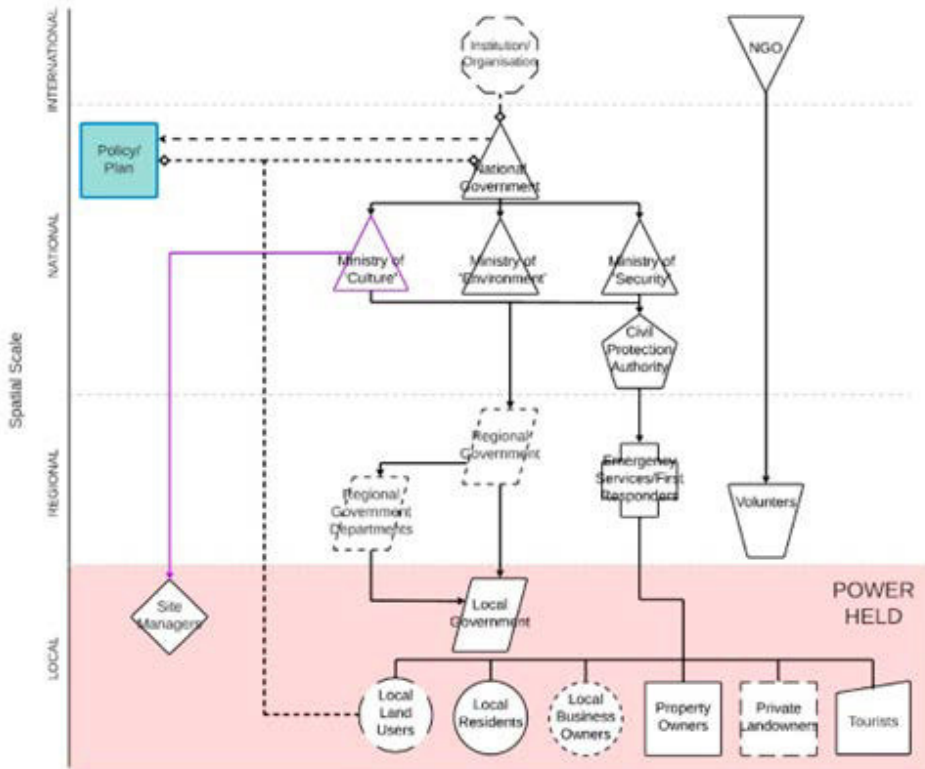 Spatial Scale
INTERNATIONAL
Institution/
Organisation
NGO
NATIONAL
Policy/
Plan
National
Government
Ministry of
'Culture'
Ministry of
'Environment'
Ministry of
'Security'
Civil
Protection
Authority
REGIONAL
Regional
Government
Regional
Government
Departments
Emergency
Services/First
Responders
Volunters
LOCAL
POWER
HELD
Site
Managers
Local
Government
Local
Land
Users
Local
Residents
Local
Business
Owners
Property
Owners
Private
Landowners
Tourists